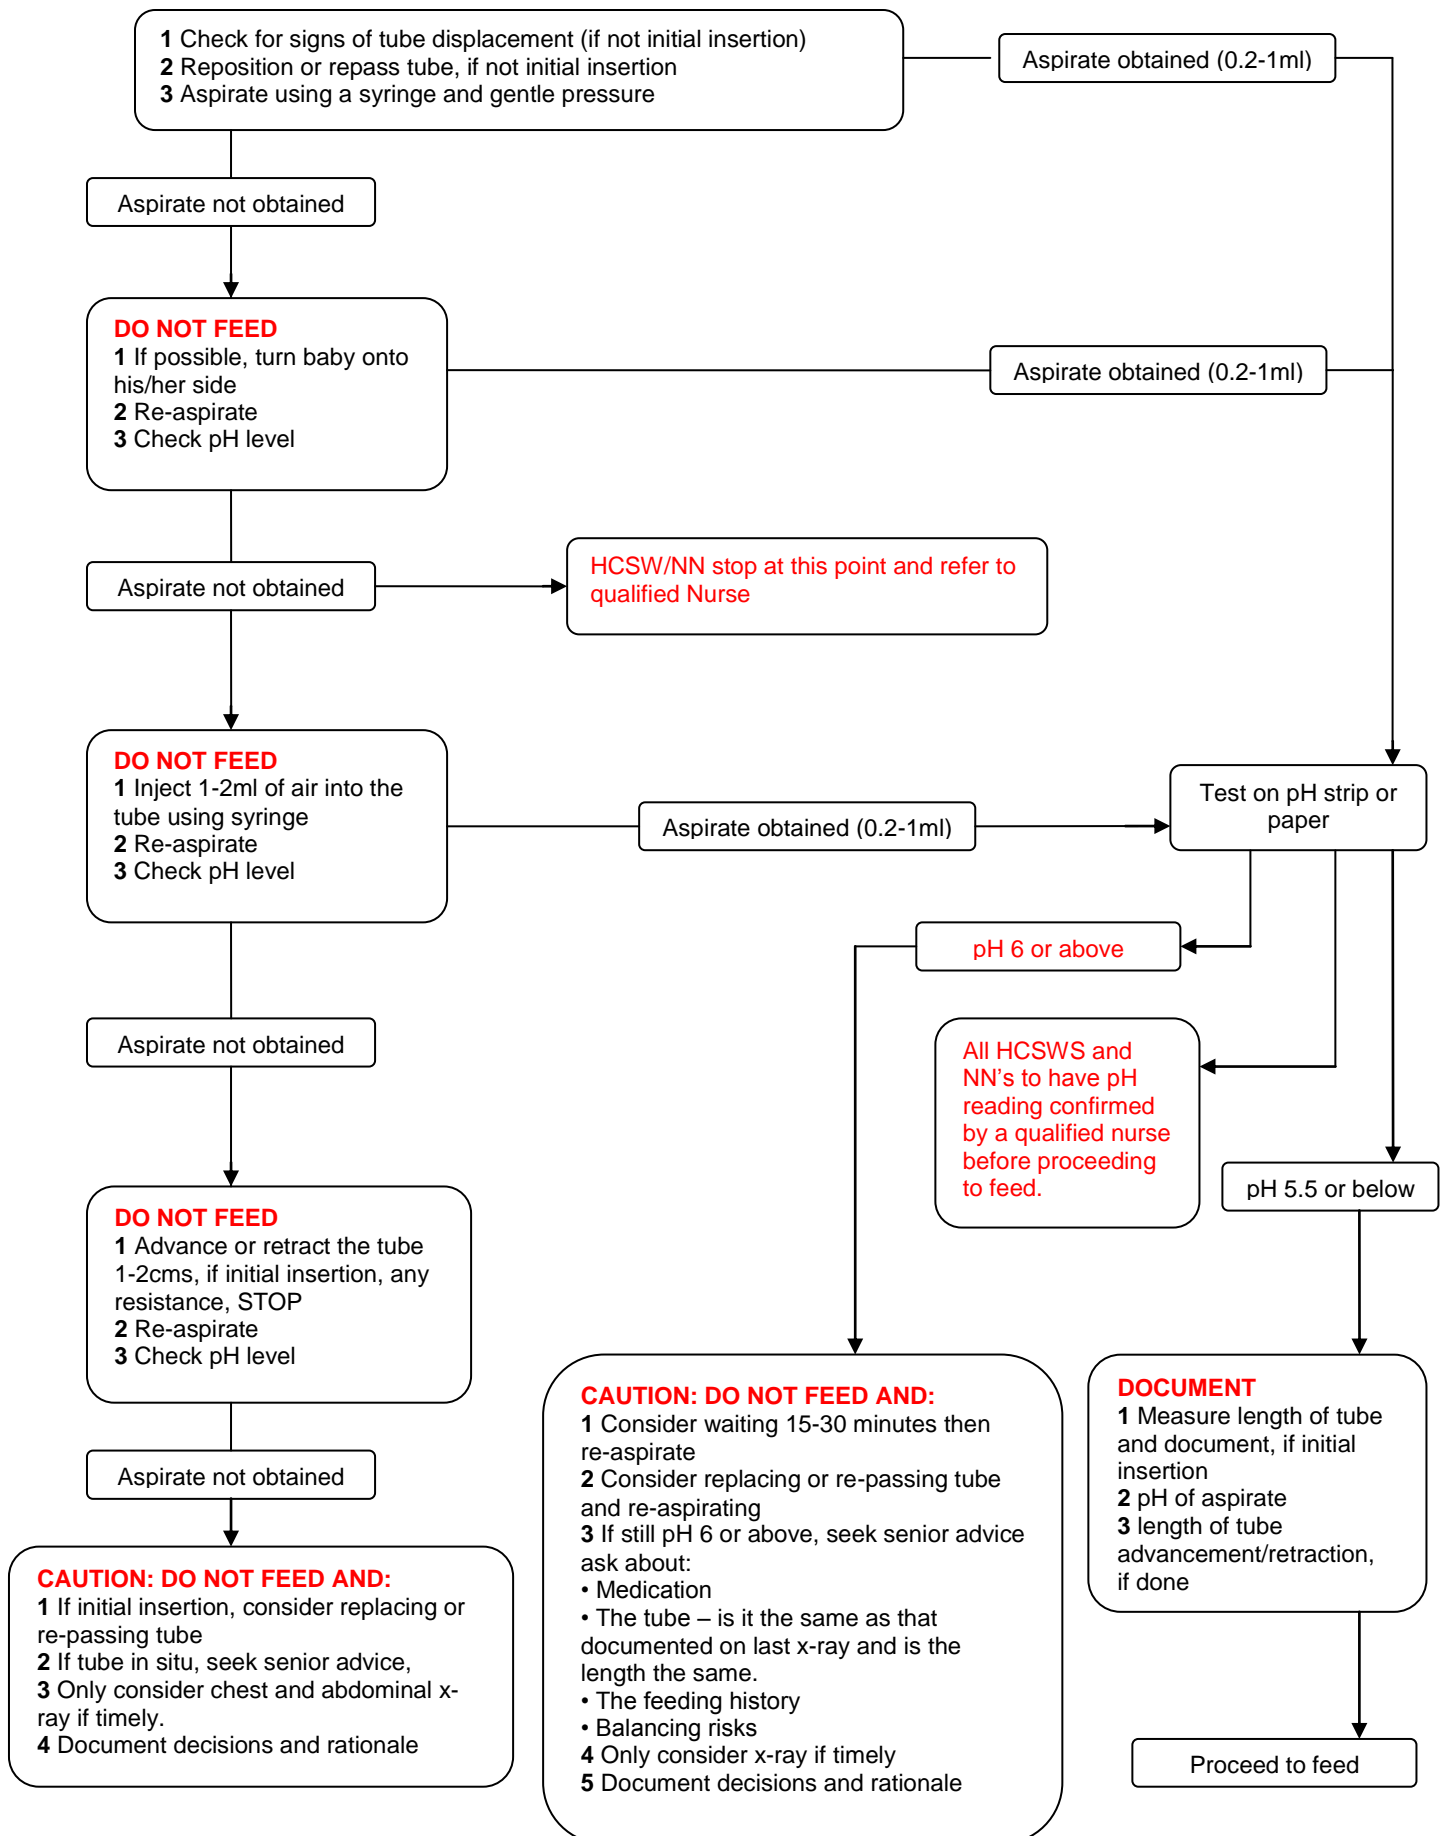 1 Check for signs of tube displacement (if not initial insertion)
2 Reposition or repass tube, if not initial insertion
3 Aspirate using a syringe and gentle pressure
Aspirate obtained (0.2-1ml)
Aspirate not obtained
DO NOT FEED
1 If possible, turn baby onto
his/her side
2 Re-aspirate
3 Check pH level
Aspirate obtained (0.2-1ml)
Aspirate not obtained
HCSW/NN stop at this point and refer to
qualified Nurse
DO NOT FEED
1 Inject 1-2ml of air into the
tube using syringe
2 Re-aspirate
3 Check pH level
Aspirate obtained (0.2-1ml)
Test on pH strip or
paper
pH 6 or above
Aspirate not obtained
All HCSWS and
NN’s to have pH
reading confirmed
by a qualified nurse
before proceeding
to feed.
pH 5.5 or below
DO NOT FEED
1 Advance or retract the tube
1-2cms, if initial insertion, any
resistance, STOP
2 Re-aspirate
3 Check pH level
Aspirate not obtained
CAUTION: DO NOT FEED AND:
1 If initial insertion, consider replacing or
re-passing tube
2 If tube in situ, seek senior advice,
3 Only consider chest and abdominal x-
ray if timely.
4 Document decisions and rationale
CAUTION: DO NOT FEED AND:
1 Consider waiting 15-30 minutes then
re-aspirate
2 Consider replacing or re-passing tube
and re-aspirating
3 If still pH 6 or above, seek senior advice
ask about:
• Medication
• The tube – is it the same as that
documented on last x-ray and is the
length the same.
• The feeding history
• Balancing risks
4 Only consider x-ray if timely
5 Document decisions and rationale
DOCUMENT
1 Measure length of tube
and document, if initial
insertion
2 pH of aspirate
3 length of tube
advancement/retraction,
if done
Proceed to feed